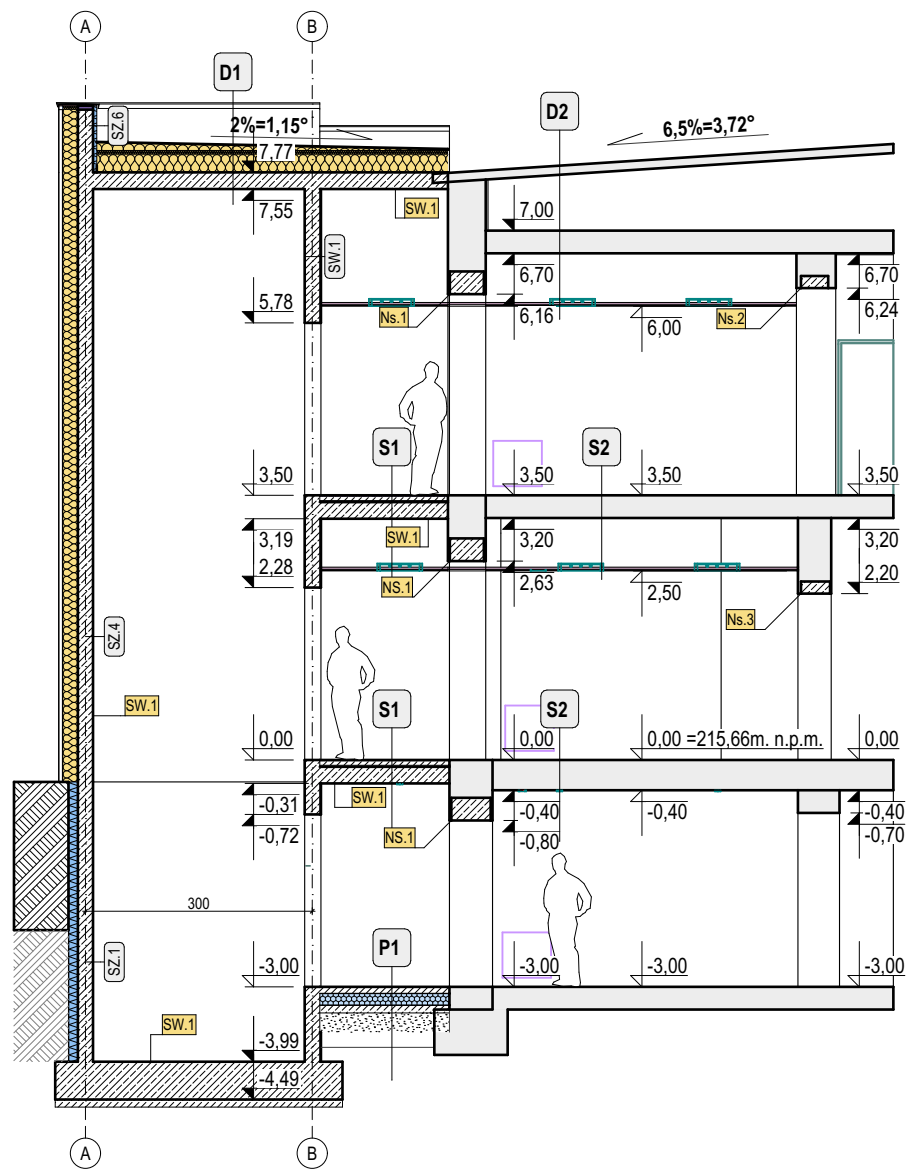 A
B
D1
D2
SZ.6
2%=1,15°
6,5%=3,72°
7,77
7,55
SW.1
7,00
SW.1
6,70
6,70
5,78
Ns.1
6,16
6,00
Ns.2
6,24
S1
S2
3,50
3,50
3,50
3,50
3,19
SW.1
3,20
3,20
2,28
NS.1
2,63
2,50
2,20
Ns.3
SZ.4
SW.1
S1
S2
0,00
0,00
0,00 =215,66m. n.p.m.
0,00
-0,31
SW.1
-0,40
-0,40
-0,40
-0,72
NS.1
-0,80
-0,70
300
SZ.1
P1
-3,00
-3,00
-3,00
-3,00
SW.1
-3,99
-4,49
A
B